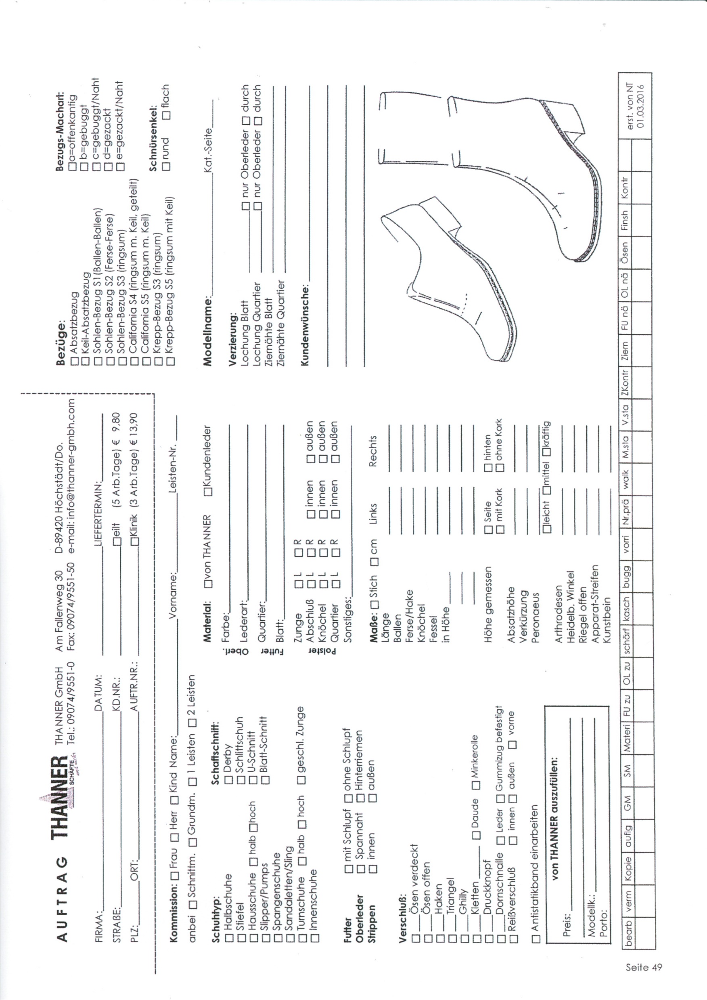 AUFTRAG THANNER THANNER GmbH Am Fallenweg 30 D-89420 Höchstädt/Do.
SCHÄFTE Tel.: 09074/9551-0 Fax: 09074/9551-50 e-mail: info@thanner-gmbh.com
FIRMA: DATUM: LIEFERTERMIN:
STRAßE: KD.NR.: eilt (5 Arb.Tage) € 9,80
PLZ: ORT: AUFTR.NR.: Klinik (3 Arb.Tage) € 13,90
Bezüge:
Absatzbezug
Keil-Absatzbezug
Sohlen-Bezug S1 (Ballen-Ballen)
Sohlen-Bezug S2 (Ferse-Ferse)
Sohlen-Bezug S3 (ringsum)
California S4 (ringsum m. Keil, geteilt)
California S5 (ringsum m. Keil)
Krepp-Bezug S3 (ringsum)
Krepp-Bezug S5 (ringsum mit Keil)
Bezugs-Machart:
a=offenkantig
b=gebuggt
c=gebuggt/Naht
d=gezackt
e=gezackt/Naht
Schnürsenkel:
rund flach
Kommission: Frau Herr Kind Name: Vorname: Leisten-Nr.
anbei Schnittm. Grundm. 1 Leisten 2 Leisten
Schuhtyp:
Halbschuhe
Stiefel
Hausschuhe halb hoch
Slipper/Pumps
Spangenschuhe
Sandaletten/Sling
Turnschuhe halb hoch geschl. Zunge
Innenschuhe
Schaftschnitt:
Derby
Schlittschuh
U-Schnitt
Blatt-Schnitt
Futter mit Schlupf ohne Schlupf
Oberleder Spannaht Hinterriemen
Strippen innen außen
Verschluß:
Ösen verdeckt
Ösen offen
Haken
Triangel
Ghilly
Kletten Daude Minkerolle
Druckknopf
Dornschnalle Leder Gummizug befestigt
Reißverschluß innen außen vorne
Antistatikband einarbeiten
von THANNER auszufüllen:
Preis:
Modellk.:
Porto:
Material: von THANNER Kundenleder
Oberl. Farbe:
Lederart:
Futter Quartier:
Blatt:
Polster
Zunge L R
Abschluß L R innen außen
Knöchel L R innen außen
Quartier L R innen außen
Sonstiges:
Maße: Stich cm Links Rechts
Länge
Ballen
Ferse/Hake
Knöchel
Fessel
in Höhe
Höhe gemessen Seite hinten
mit Kork ohne Kork
Absatzhöhe
Verkürzung
Peronaeus
leicht mittel kräftig
Arthrodesen
Heidelb. Winkel
Riegel offen
Apparat-Streifen
Kunstbein
Modellname: Kat.-Seite
Verzierung:
Lochung Blatt nur Oberleder durch
Lochung Quartier nur Oberleder durch
Ziernähte Blatt
Ziernähte Quartier
Kundenwünsche:
bearb verm Kopie aufig GM SM Materi FU zu OL zu schärf kasch bugg vorri Nr.prä walk M.sta V.sta ZKontr Ziern FU nä OL nä Ösen Finsh Kontr erst. von NT
01.03.2016
Seite 49